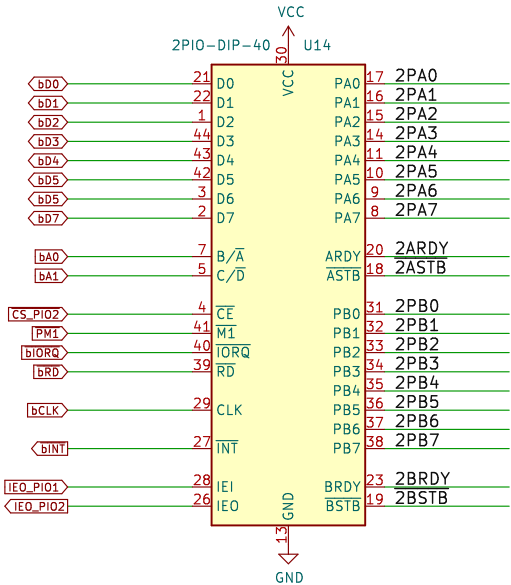 VCC
2PIO-DIP-40 U14
30
VCC
bD0 21 D0 PA0 17 2PA0
bD1 22 D1 PA1 16 2PA1
bD2 1 D2 PA2 15 2PA2
bD3 44 D3 PA3 14 2PA3
bD4 43 D4 PA4 11 2PA4
bD5 42 D5 PA5 10 2PA5
bD5 3 D6 PA6 9 2PA6
bD7 2 D7 PA7 8 2PA7
bA0 7 B/A ARDY 20 2ARDY
bA1 5 C/D ASTB 18 2ASTB
CS_PIO2 4 CE PB0 31 2PB0
PM1 41 M1 PB1 32 2PB1
bIORQ 40 IORQ PB2 33 2PB2
bRD 39 RD PB3 34 2PB3
PB4 35 2PB4
bCLK 29 CLK PB5 36 2PB5
PB6 37 2PB6
bINT 27 INT PB7 38 2PB7
IEO_PIO1 28 IEI BRDY 23 2BRDY
IEO_PIO2 26 IEO BSTB 19 2BSTB
GND
13
GND